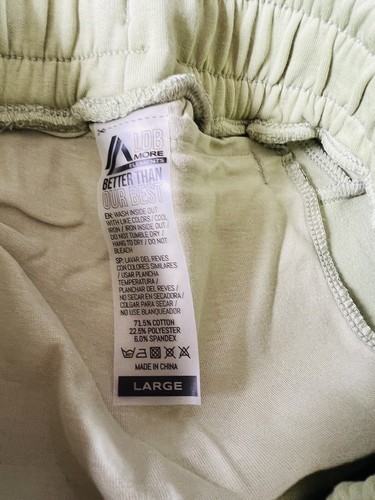 LDB
MORE
ELEMENTS
BETTER THAN
OUR BEST
EN: WASH INSIDE OUT
WITH LIKE COLORS / COOL
IRON / IRON INSIDE OUT /
DO NOT TUMBLE DRY /
HANG TO DRY / DO NOT
BLEACH
SP: LAVAR DEL REVES
CON COLORES SIMILARES
/ USAR PLANCHA
TEMPERATURA /
PLANCHAR DEL REVES /
NO SECAR EN SECADORA /
COLGAR PARA SECAR /
NO USE BLANQUEADOR
71.5% COTTON
22.5% POLYESTER
6.0% SPANDEX
MADE IN CHINA
LARGE